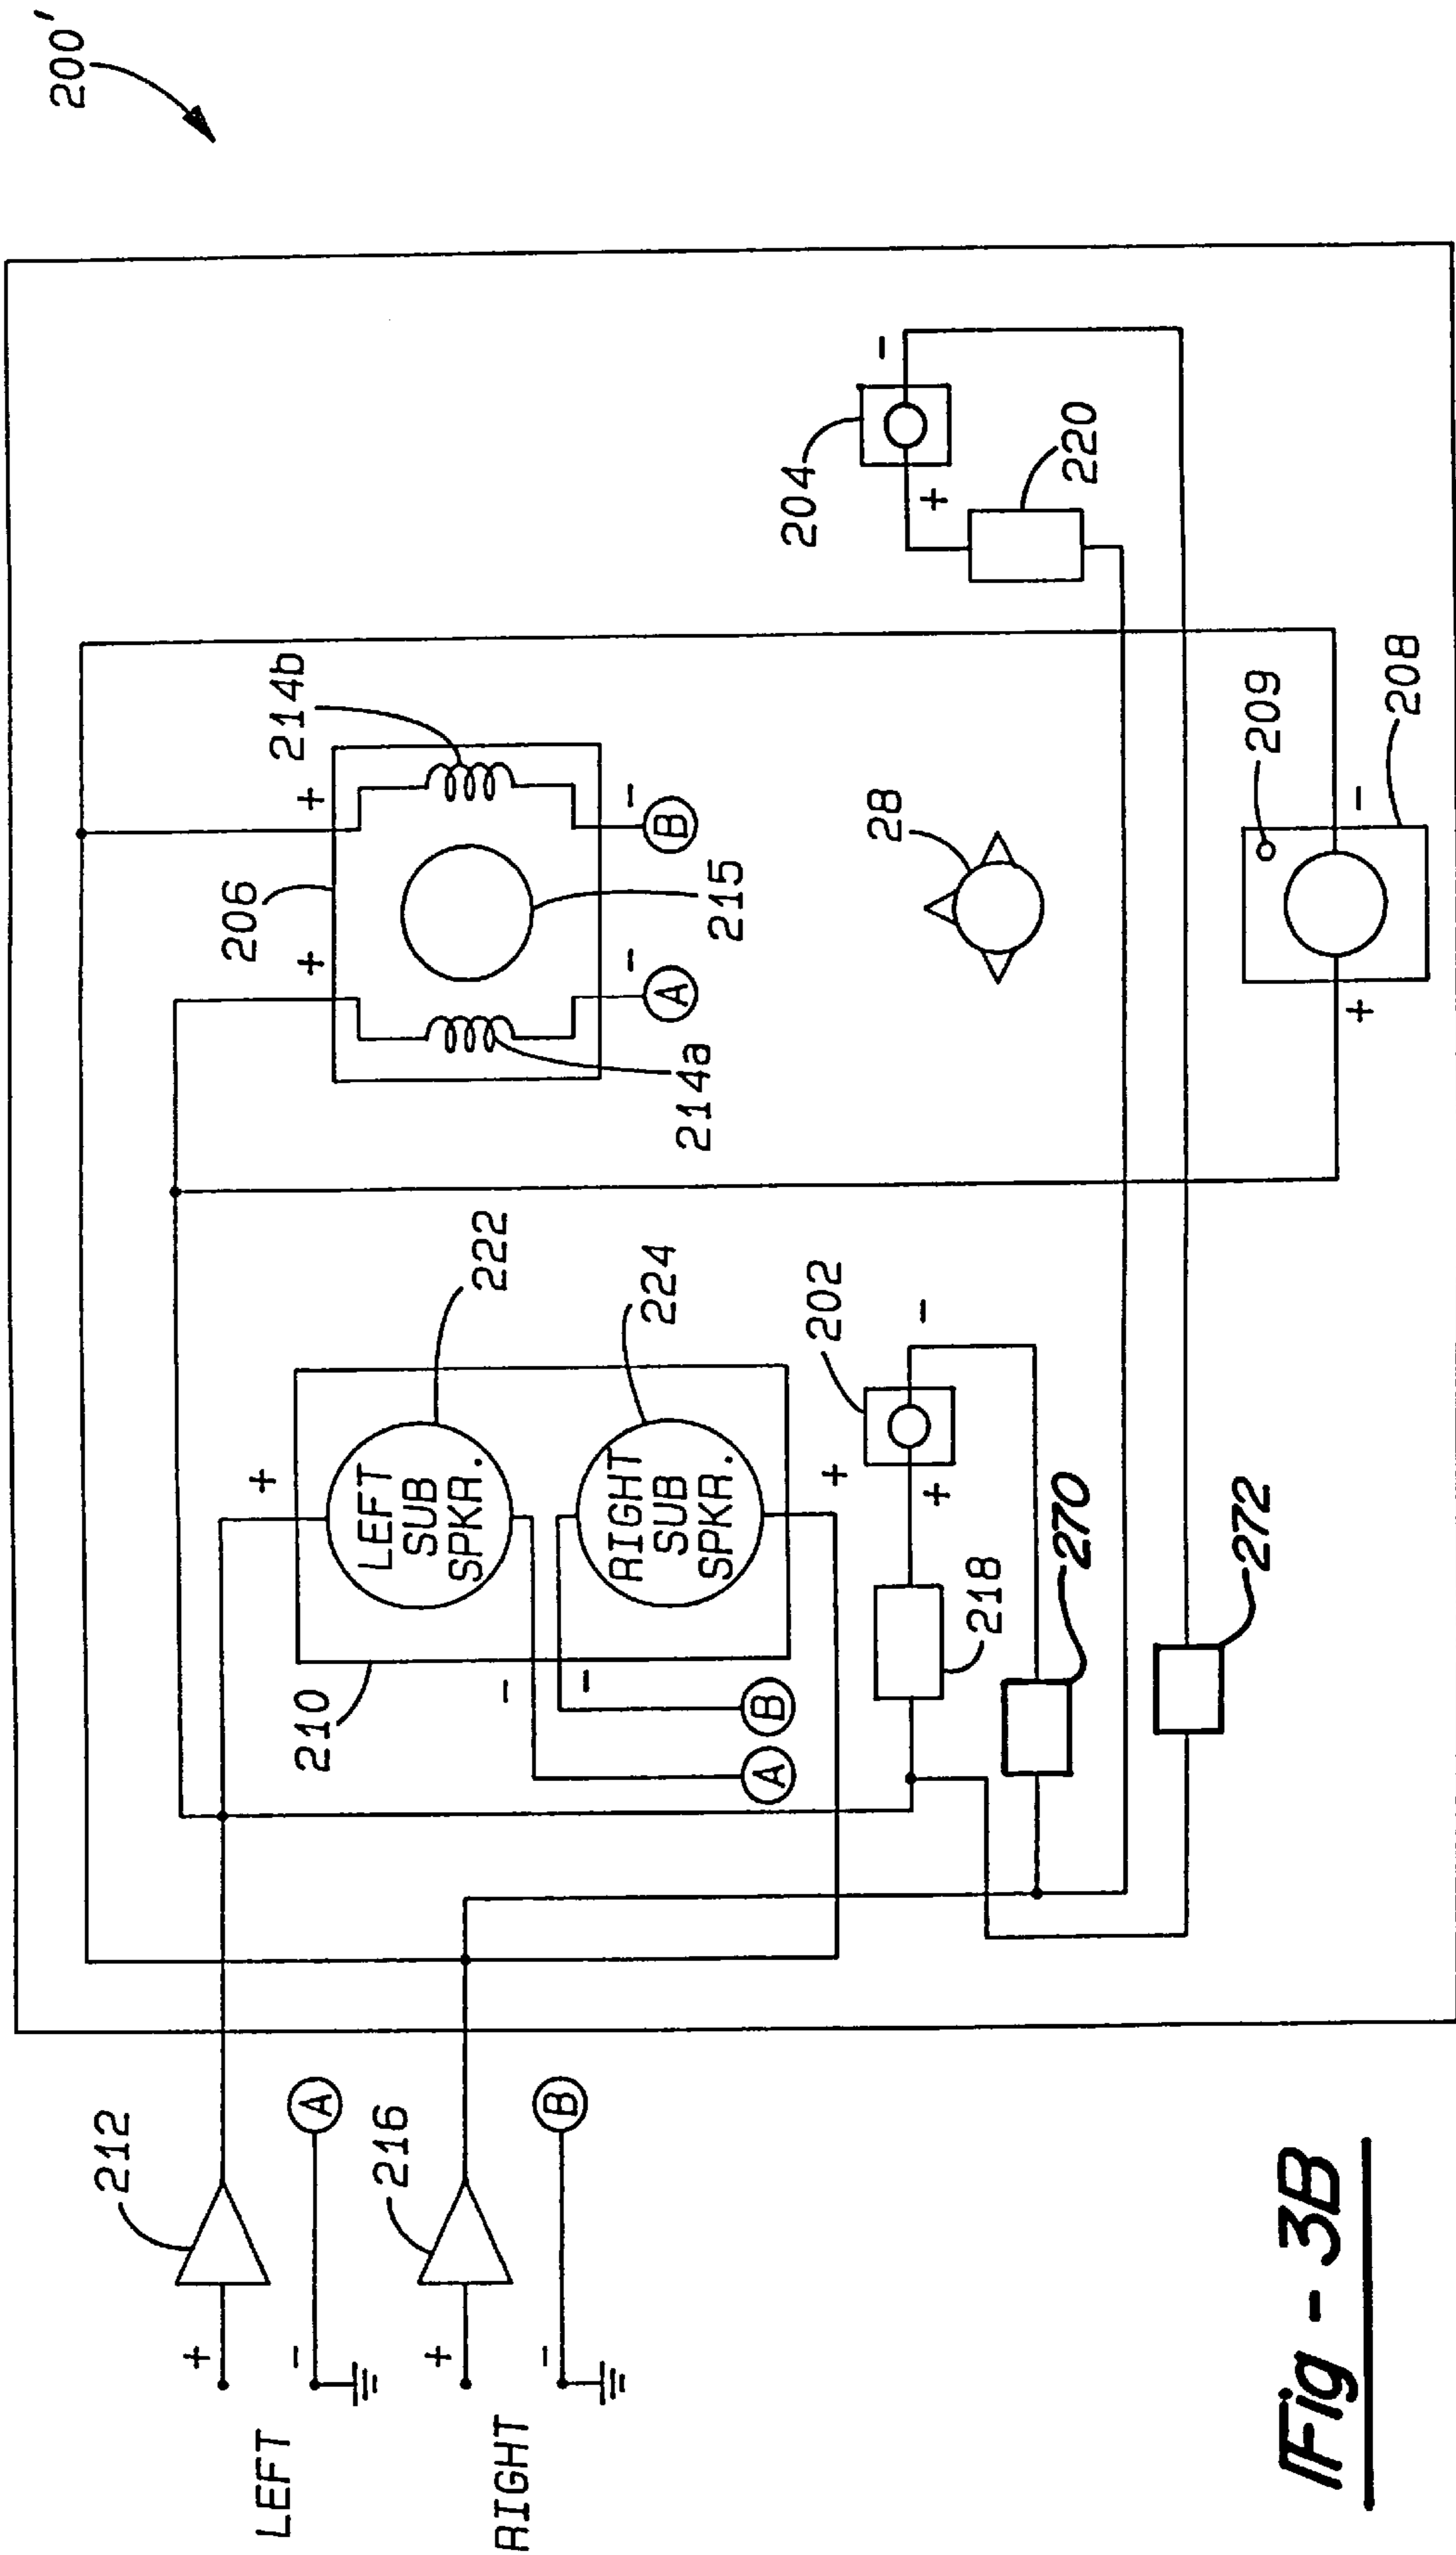 200'
212
+
-
A
LEFT
216
+
-
B
RIGHT
210
+
LEFT
SUB
SPKR.
222
-
RIGHT
SUB
SPKR.
224
-
+
A
B
206
+
+
214b
214a
215
-
-
A
B
202
+
-
218
204
+
-
220
28
270
272
209
208
+
-
Fig - 3B